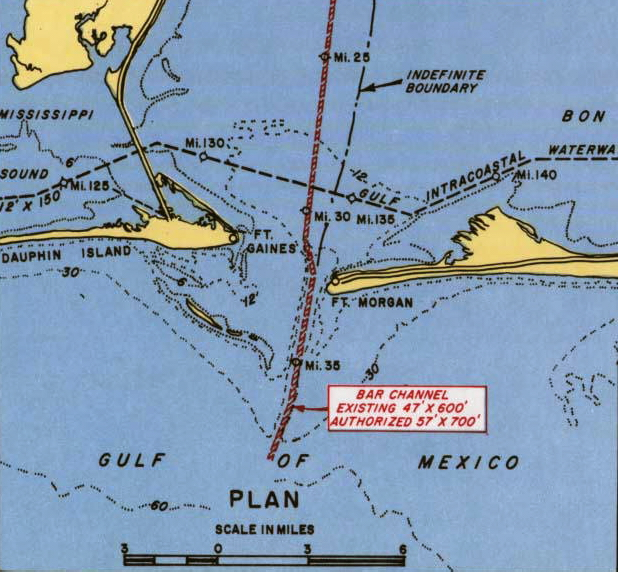 Mi. 25
INDEFINITE
BOUNDARY
MISSISSIPPI
BON
Mi. 130
6
12
INTRACOASTAL
WATERWA
SOUND
Mi. 125
GULF
Mi. 140
12' X 150'
Mi. 30
Mi. 135
FT.
GAINES
DAUPHIN ISLAND
30
6
12
FT. MORGAN
Mi. 35
30
BAR CHANNEL
EXISTING 47' X 600'
AUTHORIZED 57' X 700'
GULF OF MEXICO
PLAN
60
SCALE IN MILES
3 0 3 6